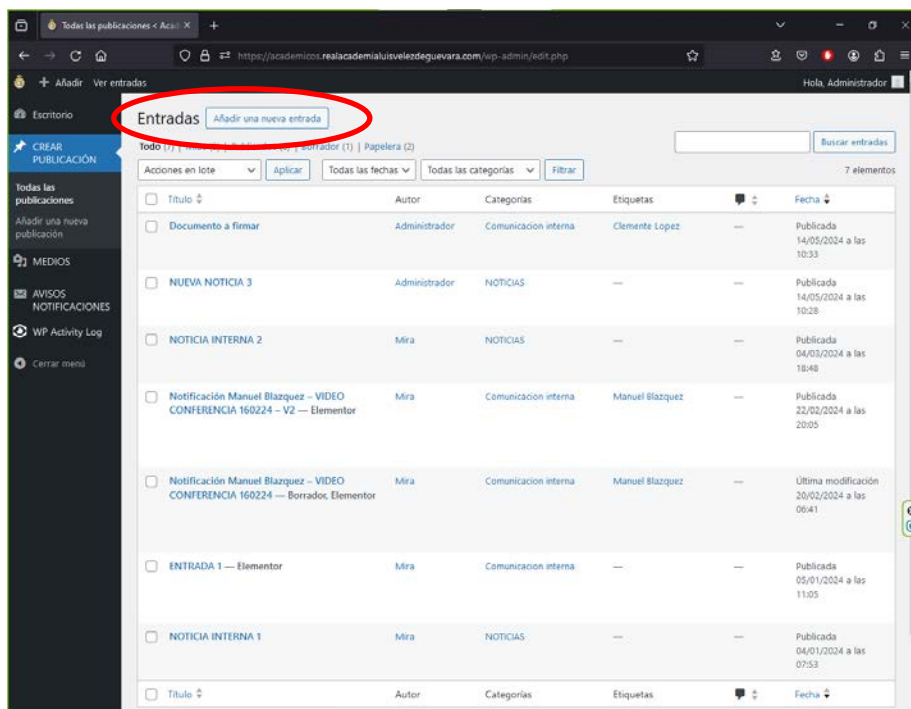 Todas las publicaciones < Acad
https://academicos.realacademialuisvelezdeguevara.com/wp-admin/edit.php
Añadir Ver entradas
Hola, Administrador
Escritorio
CREAR
PUBLICACIÓN
Todas las
publicaciones
Añadir una nueva
publicación
MEDIOS
AVISOS
NOTIFICACIONES
WP Activity Log
Cerrar menú
Entradas Añadir una nueva entrada
Todo | Borrador (1) | Papelera (2)
Buscar entradas
Acciones en lote Aplicar Todas las fechas Todas las categorías Filtrar
7 elementos
Título Autor Categorías Etiquetas Fecha
Documento a firmar Administrador Comunicacion interna Clemente Lopez — Publicada
14/05/2024 a las
10:33
NUEVA NOTICIA 3 Administrador NOTICIAS — — Publicada
14/05/2024 a las
10:28
NOTICIA INTERNA 2 Mira NOTICIAS — — Publicada
04/03/2024 a las
18:48
Notificación Manuel Blazquez – VIDEO Mira Comunicacion interna Manuel Blazquez — Publicada
CONFERENCIA 160224 – V2 — Elementor 22/02/2024 a las
20:05
Notificación Manuel Blazquez – VIDEO Mira Comunicacion interna Manuel Blazquez — Última modificación
CONFERENCIA 160224 — Borrador, Elementor 20/02/2024 a las
06:41
ENTRADA 1 — Elementor Mira Comunicacion interna — — Publicada
05/01/2024 a las
11:05
NOTICIA INTERNA 1 Mira NOTICIAS — — Publicada
04/01/2024 a las
07:53
Título Autor Categorías Etiquetas Fecha